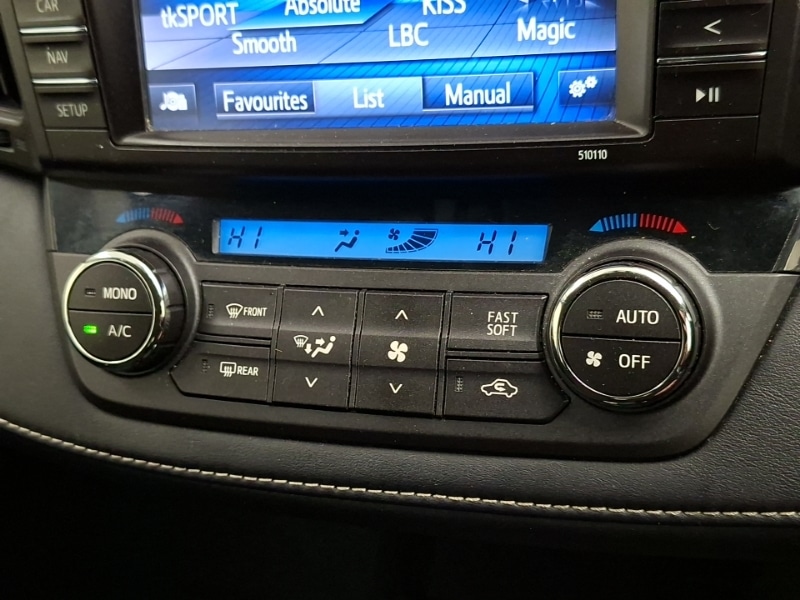 CAR
tkSPORT Absolute KISS
Smooth LBC Magic
NAV
SETUP
Favourites List Manual
510110
HI HI
MONO
A/C
FRONT
REAR
FAST
SOFT
AUTO
OFF